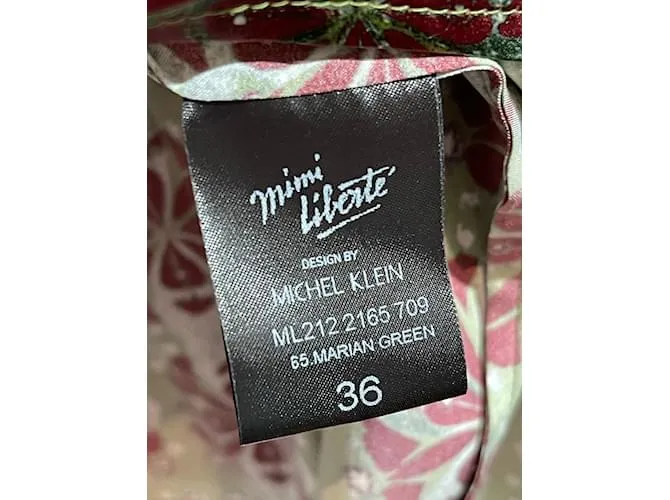 mimi
liberté
DESIGN BY
MICHEL KLEIN
ML212 2165 709
65.MARIAN GREEN
36